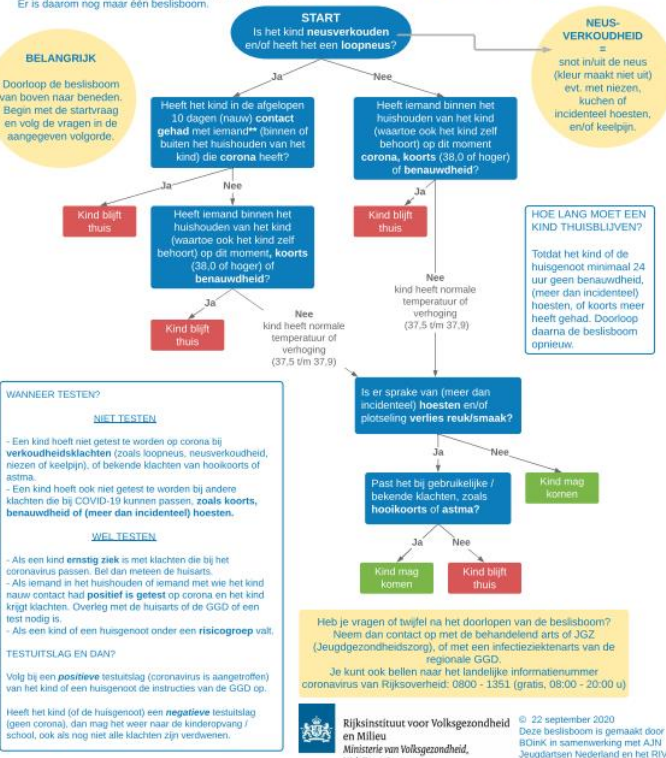 Er is daarom nog maar één beslisboom.
START
Is het kind neusverkouden
en/of heeft het een loopneus?
NEUS-
VERKOUDHEID
=
snot in/uit de neus
(kleur maakt niet uit)
evt. met niezen,
kuchen of
incidenteel hoesten,
en/of keelpijn.
BELANGRIJK
Doorloop de beslisboom
van boven naar beneden.
Begin met de startvraag
en volg de vragen in de
aangegeven volgorde.
Ja
Nee
Heeft het kind in de afgelopen
10 dagen (nauw) contact
gehad met iemand** (binnen of
buiten het huishouden van het
kind) die corona heeft?
Heeft iemand binnen het
huishouden van het kind
(waartoe ook het kind zelf
behoort) op dit moment
corona, koorts (38,0 of hoger)
of benauwdheid?
Ja
Nee
Ja
Kind blijft
thuis
Heeft iemand binnen het
huishouden van het kind
(waartoe ook het kind zelf
behoort) op dit moment, koorts
(38,0 of hoger) of
benauwdheid?
Kind blijft
thuis
HOE LANG MOET EEN
KIND THUISBLIJVEN?
Totdat het kind of de
huisgenoot minimaal 24
uur geen benauwdheid,
(meer dan incidenteel)
hoesten, of koorts meer
heeft gehad. Doorloop
daarna de beslisboom
opnieuw.
Ja
Kind blijft
thuis
Nee
kind heeft normale
temperatuur of
verhoging
(37,5 t/m 37,9)
Nee
kind heeft normale
temperatuur of
verhoging
(37,5 t/m 37,9)
Is er sprake van (meer dan
incidenteel) hoesten en/of
plotseling verlies reuk/smaak?
Ja
Nee
Past het bij gebruikelijke /
bekende klachten, zoals
hooikoorts of astma?
Kind mag
komen
Ja
Nee
Kind mag
komen
Kind blijft
thuis
WANNEER TESTEN?
NIET TESTEN
- Een kind hoeft niet getest te worden op corona bij
verkoudheidsklachten (zoals loopneus, neusverkoudheid,
niezen of keelpijn), of bekende klachten van hooikoorts of
astma.
- Een kind hoeft ook niet getest te worden bij andere
klachten die bij COVID-19 kunnen passen, zoals koorts,
benauwdheid of (meer dan incidenteel) hoesten.
WEL TESTEN
- Als een kind ernstig ziek is met klachten die bij het
coronavirus passen. Bel dan meteen de huisarts.
- Als iemand in het huishouden of iemand met wie het kind
nauw contact had positief is getest op corona en het kind
krijgt klachten. Overleg met de huisarts of de GGD of een
test nodig is.
- Als een kind of een huisgenoot onder een risicogroep valt.
TESTUITSLAG EN DAN?
Volg bij een positieve testuitslag (coronavirus is aangetroffen)
van het kind of een huisgenoot de instructies van de GGD op.
Heeft het kind (of de huisgenoot) een negatieve testuitslag
(geen corona), dan mag het weer naar de kinderopvang /
school, ook als nog niet alle klachten zijn verdwenen.
Heb je vragen of twijfel na het doorlopen van de beslisboom?
Neem dan contact op met de behandelend arts of JGZ
(Jeugdgezondheidszorg), of met een infectieziektenarts van de
regionale GGD.
Je kunt ook bellen naar het landelijke informatienummer
coronavirus van Rijksoverheid: 0800 - 1351 (gratis, 08:00 - 20:00 u)
Rijksinstituut voor Volksgezondheid
en Milieu
Ministerie van Volksgezondheid,
© 22 september 2020
Deze beslisboom is gemaakt door
BOinK in samenwerking met AJN
Jeugdartsen Nederland en het RIV